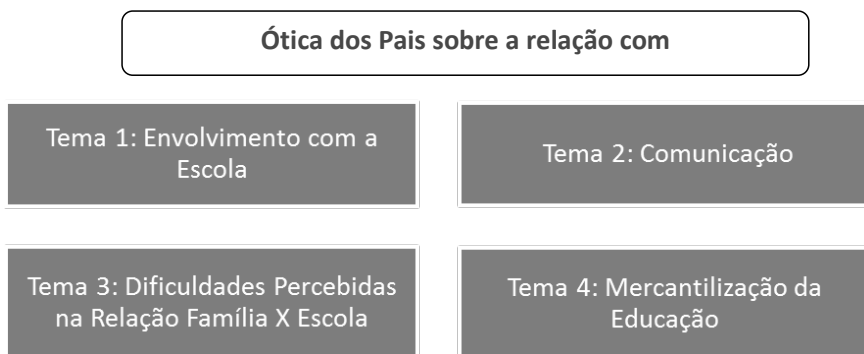 Ótica dos Pais sobre a relação com
Tema 1: Envolvimento com a
Escola
Tema 2: Comunicação
Tema 3: Dificuldades Percebidas
na Relação Família X Escola
Tema 4: Mercantilização da
Educação